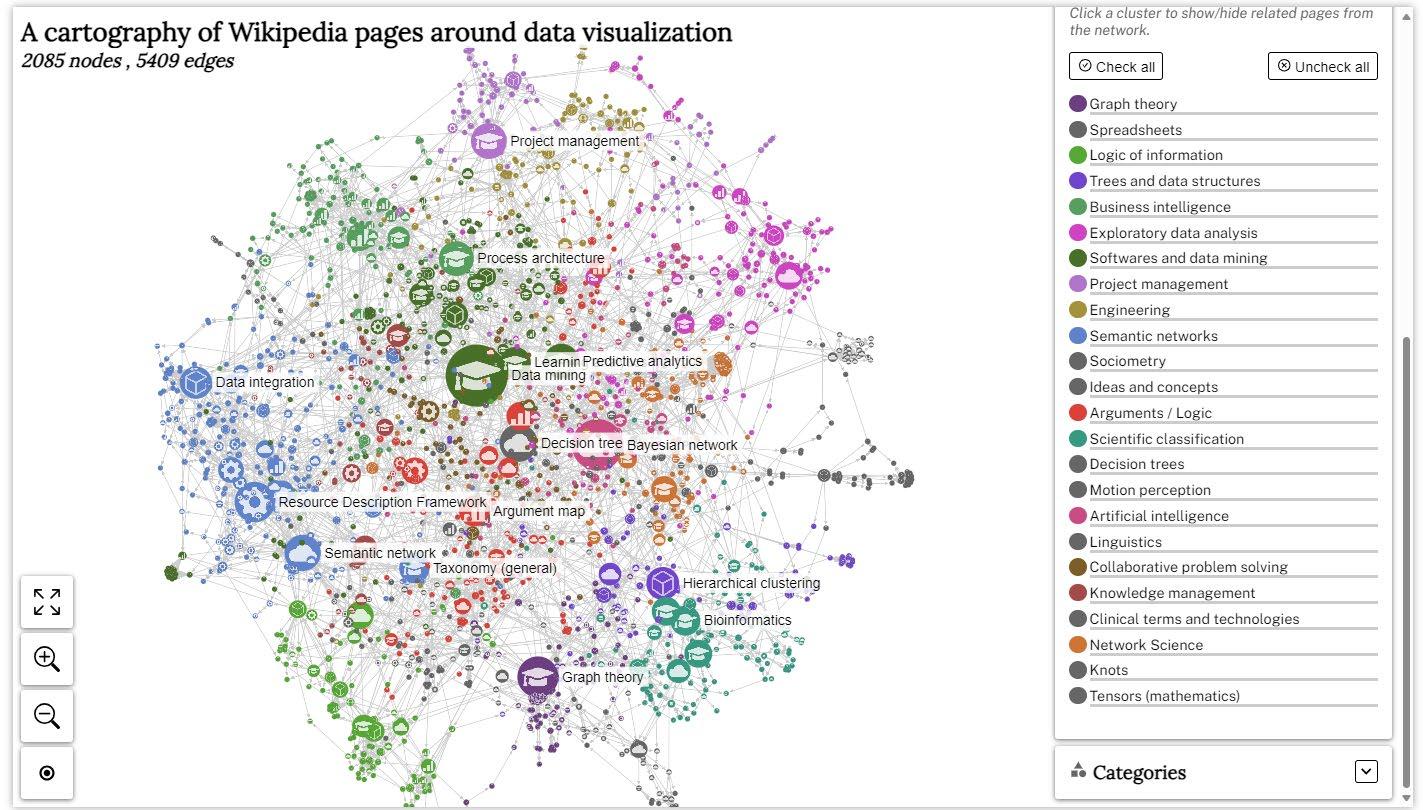 A cartography of Wikipedia pages around data visualization
2085 nodes , 5409 edges
Project management
Process architecture
Learnin
Predictive analytics
Data mining
Data integration
Decision tree
Bayesian network
Resource Description Framework
Argument map
Semantic network
Taxonomy (general)
Hierarchical clustering
Bioinformatics
Graph theory
Click a cluster to show/hide related pages from
the network.
Check all
Uncheck all
Graph theory
Spreadsheets
Logic of information
Trees and data structures
Business intelligence
Exploratory data analysis
Softwares and data mining
Project management
Engineering
Semantic networks
Sociometry
Ideas and concepts
Arguments / Logic
Scientific classification
Decision trees
Motion perception
Artificial intelligence
Linguistics
Collaborative problem solving
Knowledge management
Clinical terms and technologies
Network Science
Knots
Tensors (mathematics)
Categories